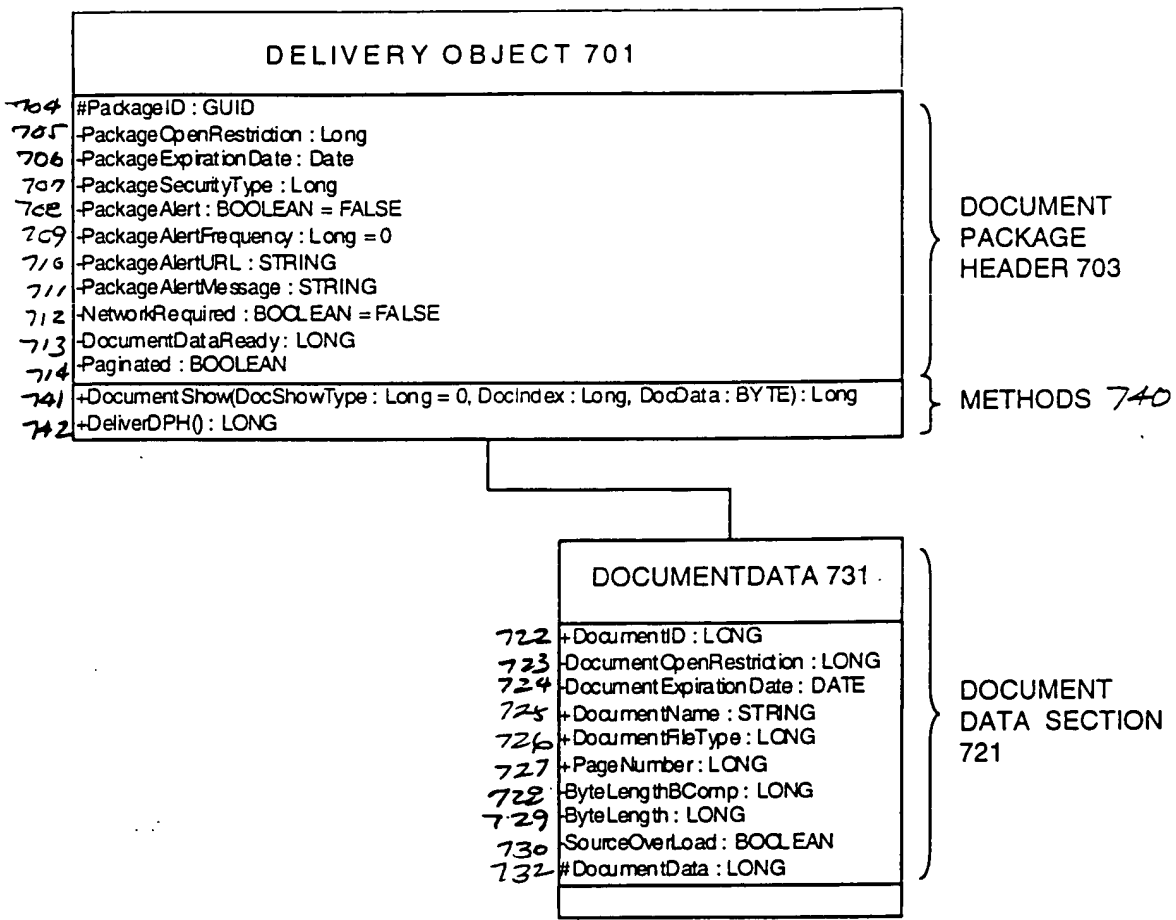 DELIVERY OBJECT 701
704 #PackageID : GUID
705 -PackageOpenRestriction : Long
706 -PackageExpirationDate : Date
707 -PackageSecurityType : Long
708 -PackageAlert : BOOLEAN = FALSE
709 -PackageAlertFrequency : Long = 0
710 -PackageAlertURL : STRING
711 -PackageAlertMessage : STRING
712 -NetworkRequired : BOOLEAN = FALSE
713 -DocumentDataReady : LONG
714 -Paginated : BOOLEAN
DOCUMENT
PACKAGE
HEADER 703
741 +DocumentShow(DocShowType : Long = 0, DocIndex : Long, DocData : BYTE) : Long
742 +DeliverDPH() : LONG
METHODS 740
DOCUMENTDATA 731
722 +DocumentID : LONG
723 -DocumentOpenRestriction : LONG
724 -DocumentExpirationDate : DATE
725 +DocumentName : STRING
726 +DocumentFileType : LONG
727 +PageNumber : LONG
728 -ByteLengthBComp : LONG
729 -ByteLength : LONG
730 -SourceOverLoad : BOOLEAN
732 #DocumentData : LONG
DOCUMENT
DATA SECTION
721